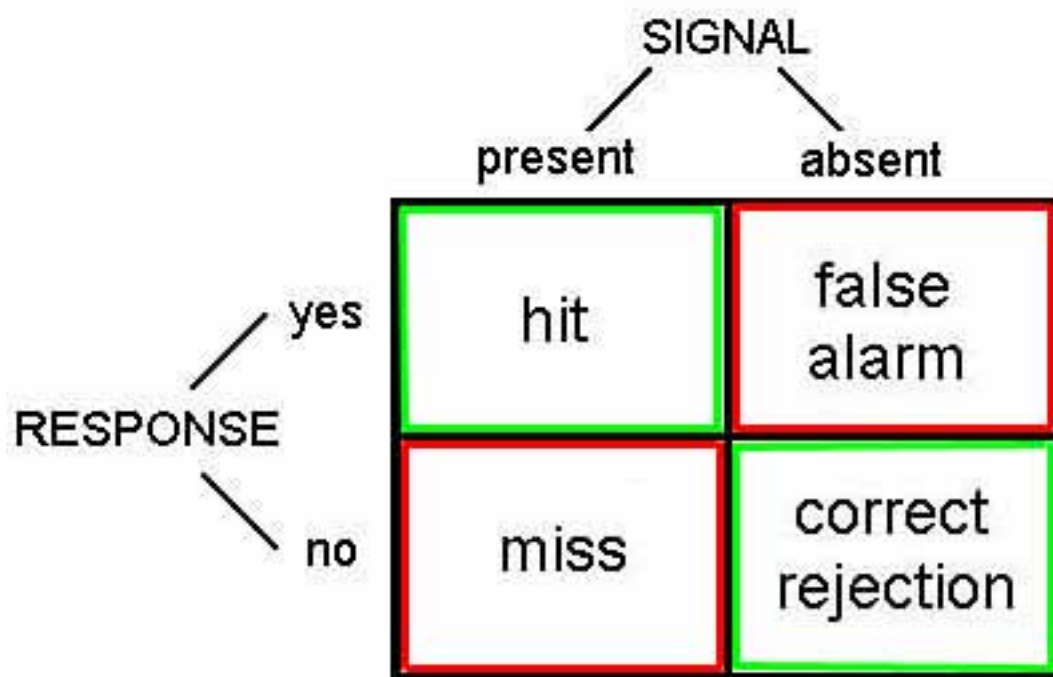 SIGNAL
present absent
yes hit false alarm
RESPONSE
no miss correct rejection